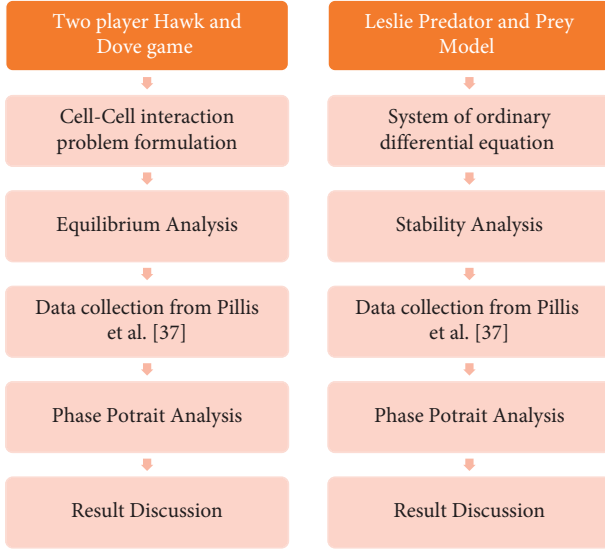 Two player Hawk and
Dove game
Cell-Cell interaction
problem formulation
Equilibrium Analysis
Data collection from Pillis
et al. [37]
Phase Potrait Analysis
Result Discussion
Leslie Predator and Prey
Model
System of ordinary
differential equation
Stability Analysis
Data collection from Pillis
et al. [37]
Phase Potrait Analysis
Result Discussion